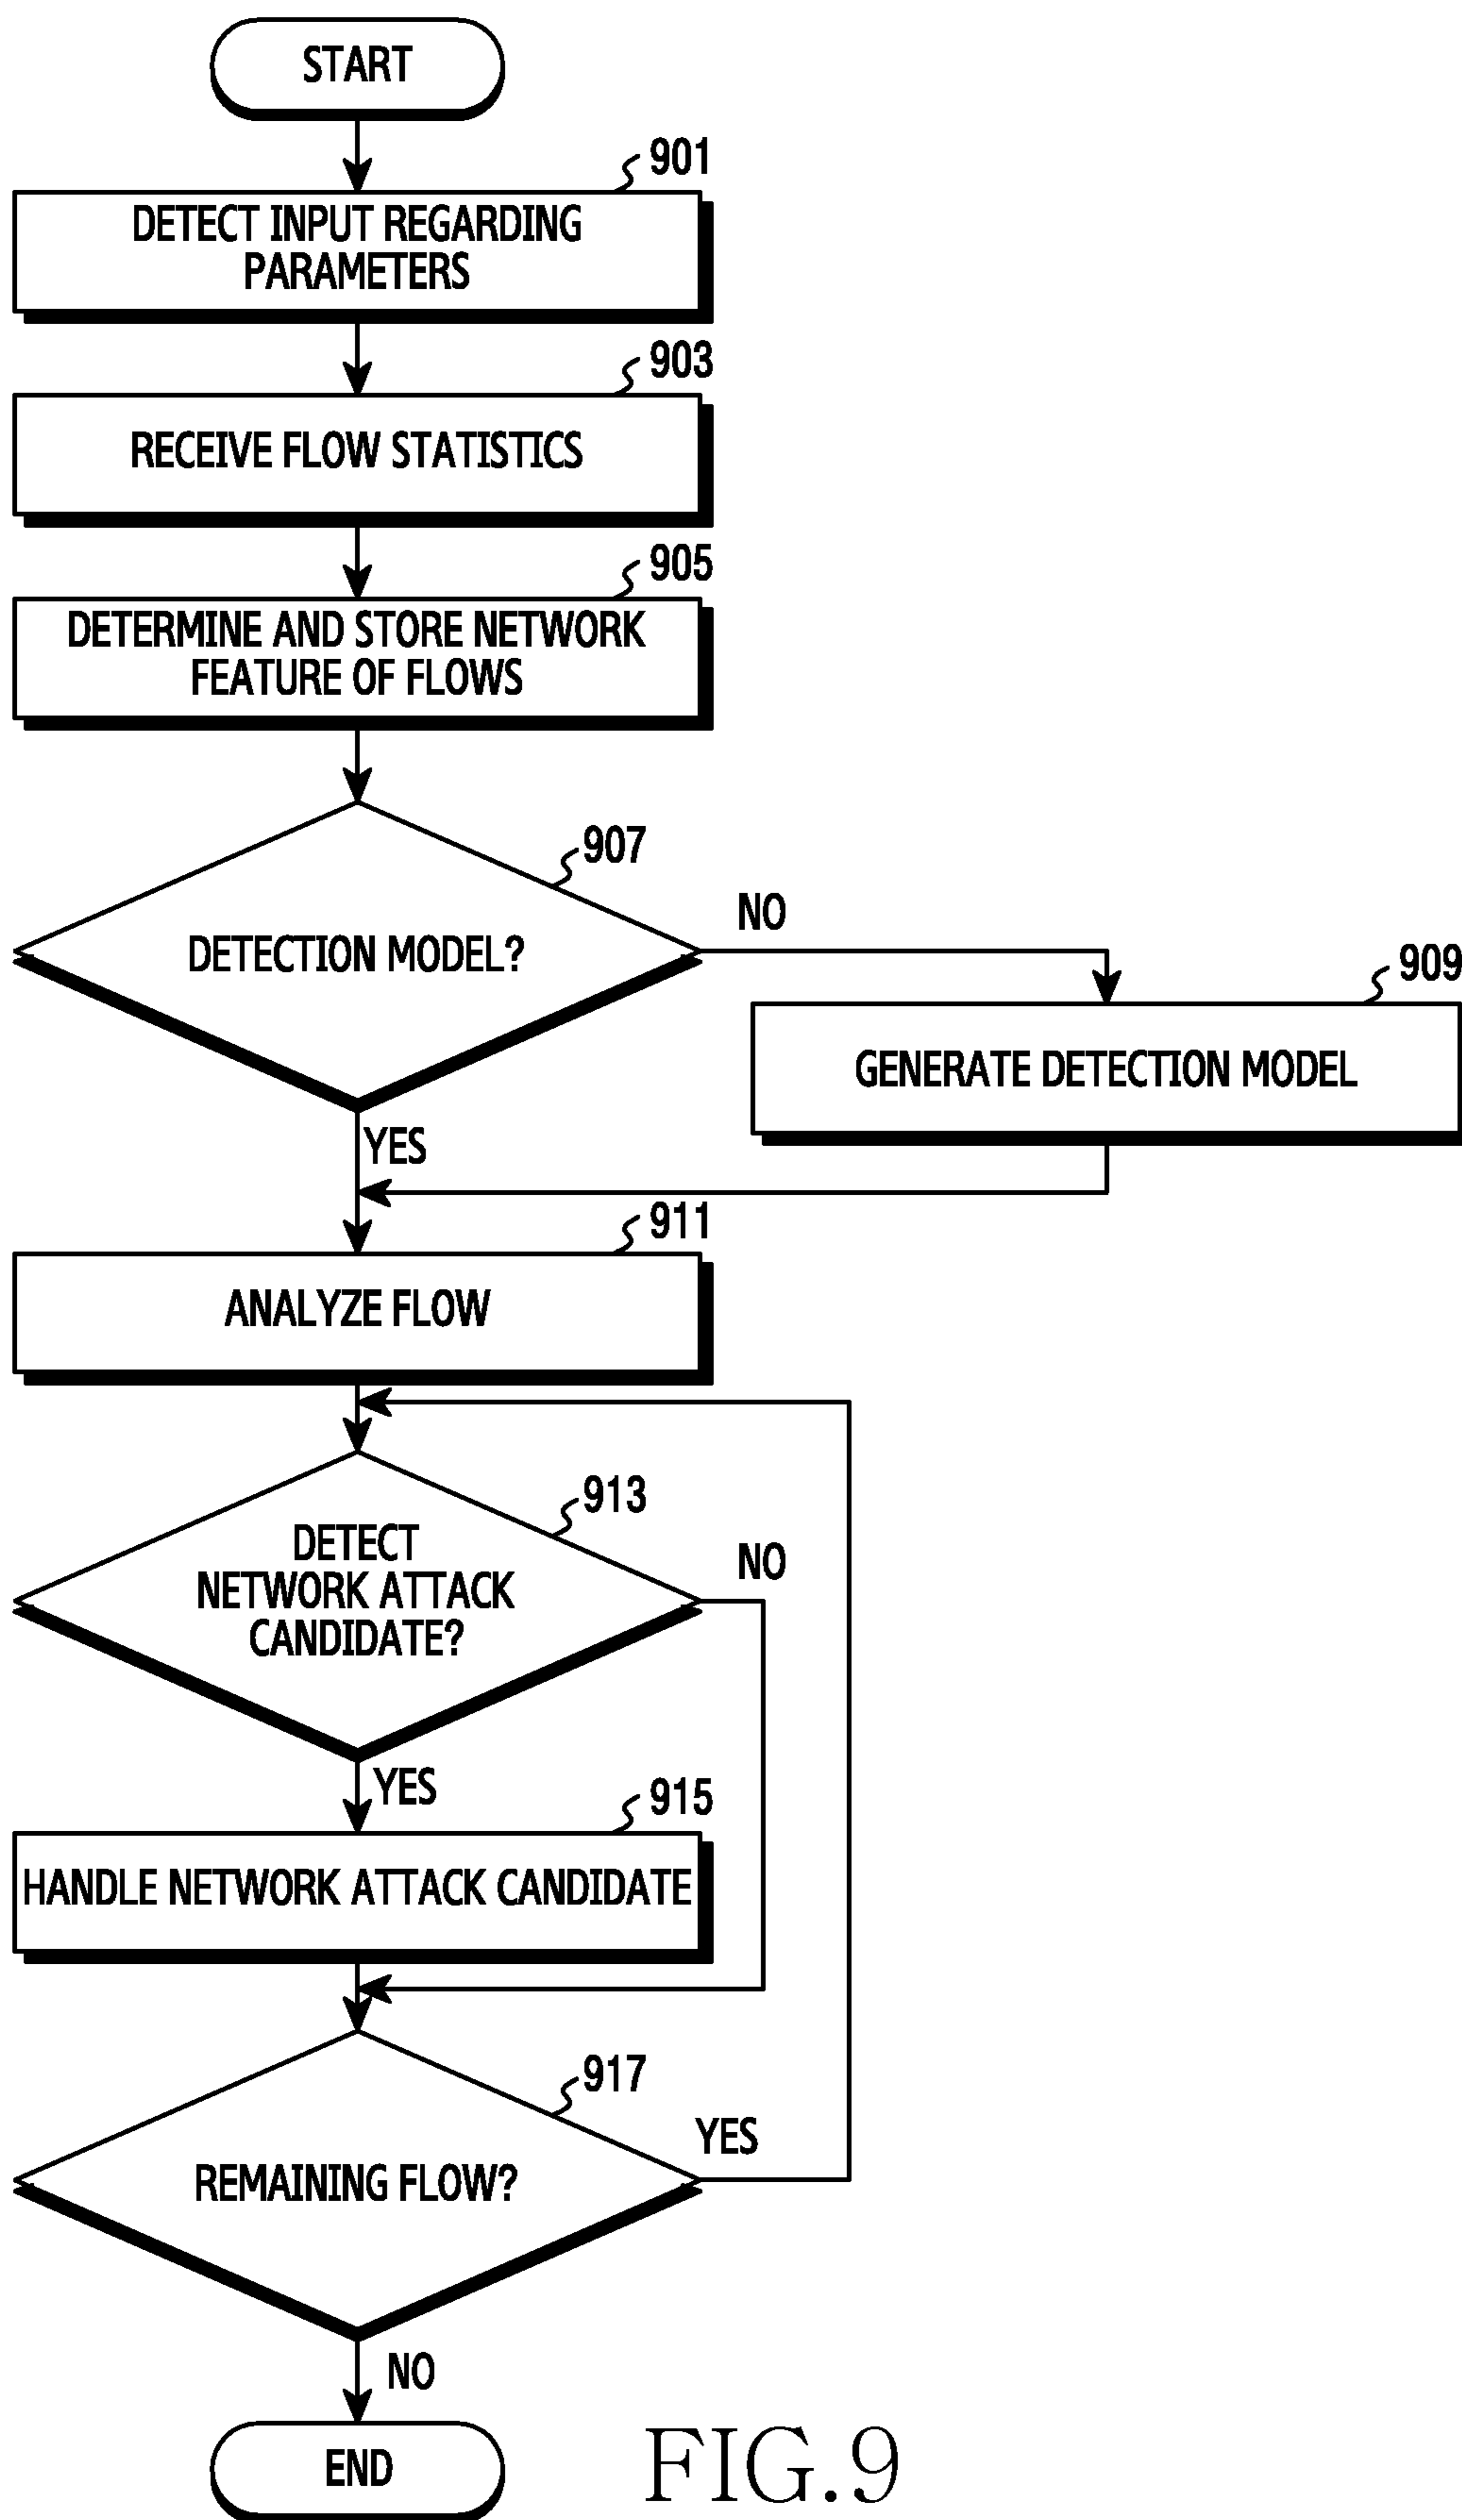 START
901
DETECT INPUT REGARDING
PARAMETERS
903
RECEIVE FLOW STATISTICS
905
DETERMINE AND STORE NETWORK
FEATURE OF FLOWS
907
DETECTION MODEL?
NO
909
GENERATE DETECTION MODEL
YES
911
ANALYZE FLOW
913
DETECT
NETWORK ATTACK
CANDIDATE?
NO
YES
915
HANDLE NETWORK ATTACK CANDIDATE
917
REMAINING FLOW?
YES
NO
END
FIG.9